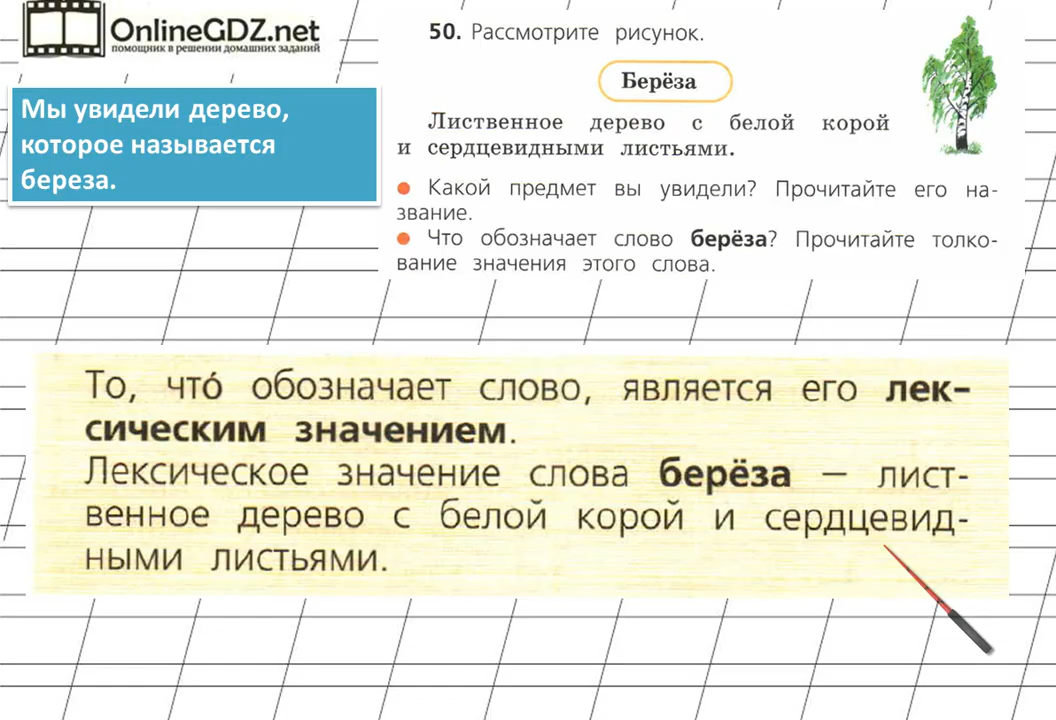 OnlineGDZ.net
помощник в решении домашних заданий
Мы увидели дерево,
которое называется
береза.
50. Рассмотрите рисунок.
Берёза
Лиственное дерево с белой корой
и сердцевидными листьями.
Какой предмет вы увидели? Прочитайте его на-
звание.
Что обозначает слово берёза? Прочитайте толко-
вание значения этого слова.
То, что́ обозначает слово, является его лек-
сическим значением.
Лексическое значение слова берёза – лист-
венное дерево с белой корой и сердцевид-
ными листьями.